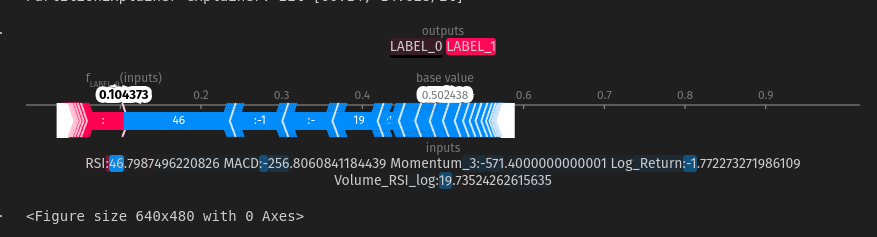 outputs
LABEL_0 LABEL_1
(inputs)
0.104373 0.2 0.3 0.4 base value 0.502438 0.6 0.7 0.8 0.9
: 46 :-1 :- 19
inputs
RSI:46.7987496220826 MACD:-256.8060841184439 Momentum_3:-571.4000000000001 Log_Return:-1.772273271986109
Volume_RSI_log:19.73524262615635
<Figure size 640x480 with 0 Axes>